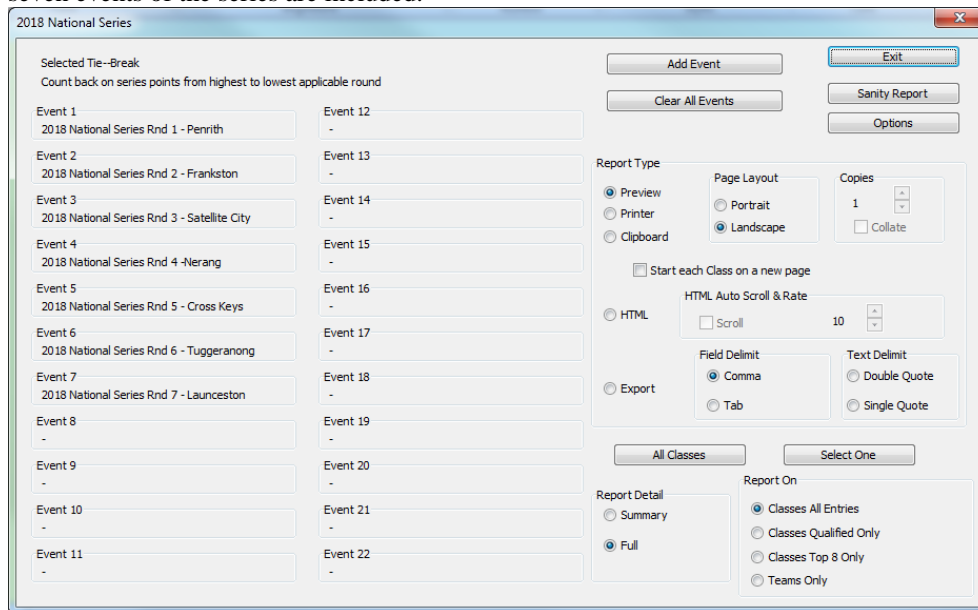 seven events of the series are included.
2018 National Series
Selected Tie--Break
Count back on series points from highest to lowest applicable round
Event 1
2018 National Series Rnd 1 - Penrith
Event 2
2018 National Series Rnd 2 - Frankston
Event 3
2018 National Series Rnd 3 - Satellite City
Event 4
2018 National Series Rnd 4 -Nerang
Event 5
2018 National Series Rnd 5 - Cross Keys
Event 6
2018 National Series Rnd 6 - Tuggeranong
Event 7
2018 National Series Rnd 7 - Launceston
Event 8
-
Event 9
-
Event 10
-
Event 11
-
Event 12
-
Event 13
-
Event 14
-
Event 15
-
Event 16
-
Event 17
-
Event 18
-
Event 19
-
Event 20
-
Event 21
-
Event 22
-
Add Event
Clear All Events
Exit
Sanity Report
Options
Report Type
Preview
Printer
Clipboard
Page Layout
Portrait
Landscape
Copies
1
Collate
Start each Class on a new page
HTML
HTML Auto Scroll & Rate
Scroll
10
Export
Field Delimit
Comma
Tab
Text Delimit
Double Quote
Single Quote
All Classes
Select One
Report Detail
Summary
Full
Report On
Classes All Entries
Classes Qualified Only
Classes Top 8 Only
Teams Only